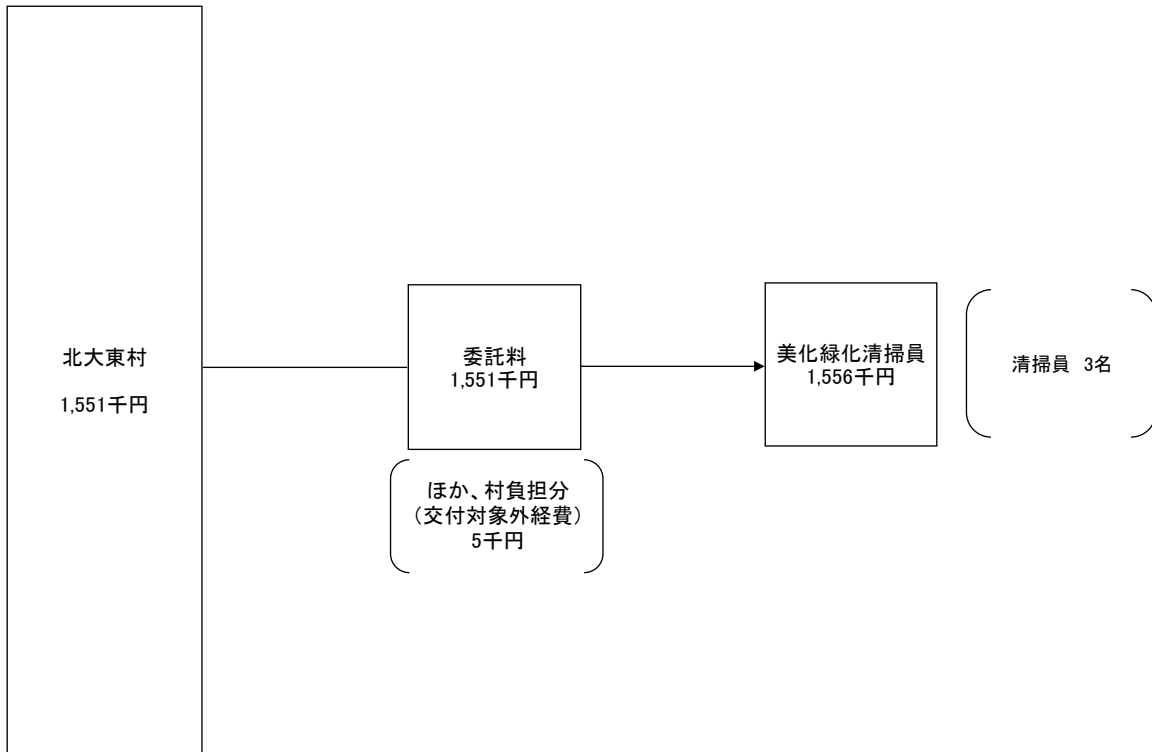 北大東村
1,551千円
委託料
1,551千円
ほか、村負担分
（交付対象外経費）
5千円
美化緑化清掃員
1,556千円
清掃員　3名